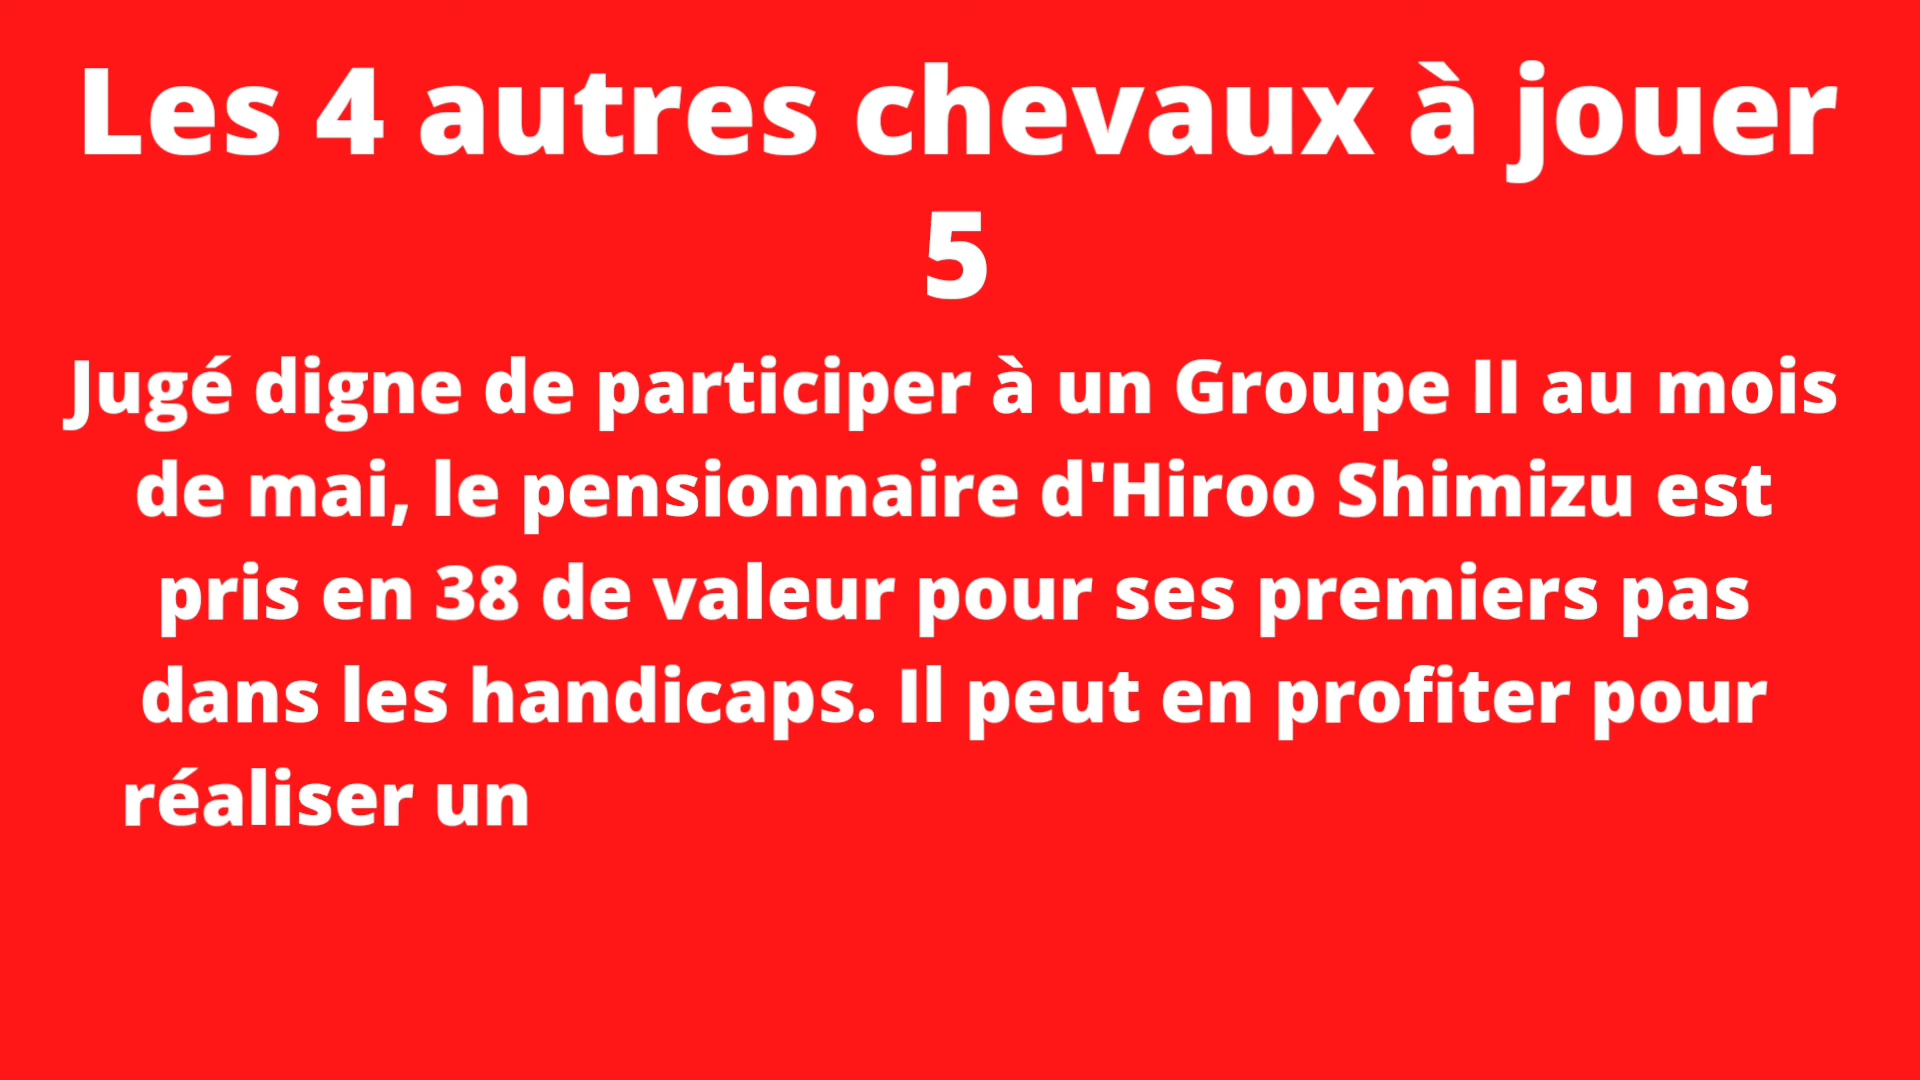 Les 4 autres chevaux à jouer
5
Jugé digne de participer à un Groupe II au mois
de mai, le pensionnaire d'Hiroo Shimizu est
pris en 38 de valeur pour ses premiers pas
dans les handicaps. Il peut en profiter pour
réaliser un